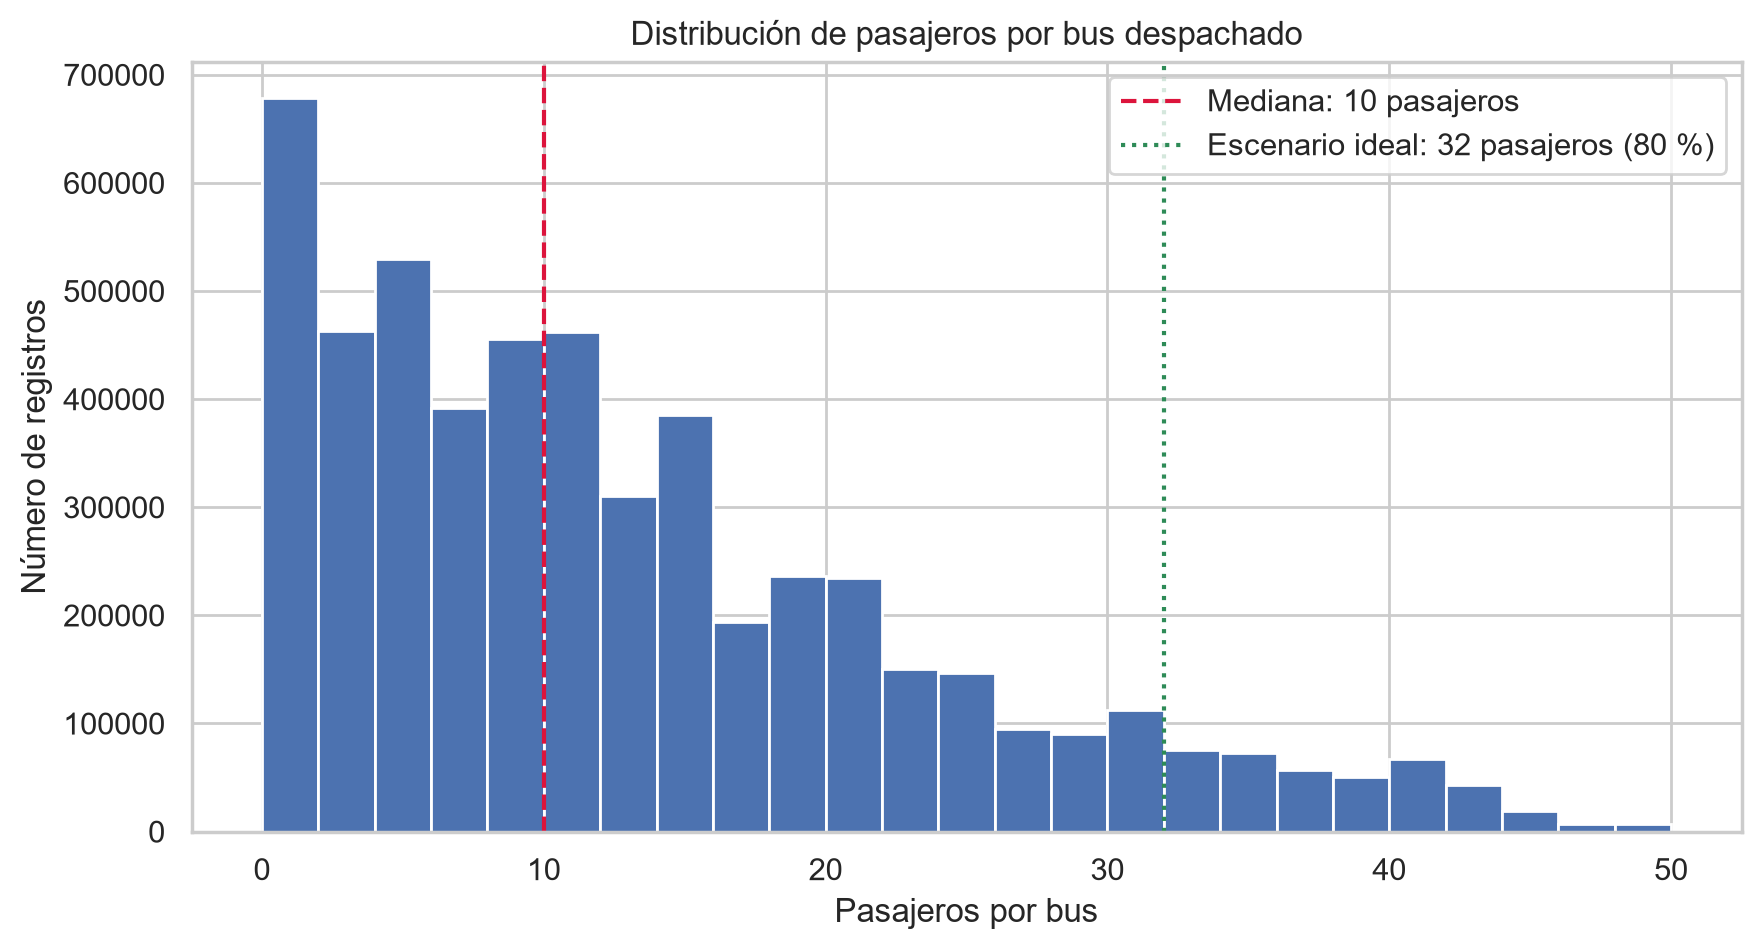 Distribución de pasajeros por bus despachado
Mediana: 10 pasajeros
Escenario ideal: 32 pasajeros (80 %)
Número de registros
700000
600000
500000
400000
300000
200000
100000
0
0 10 20 30 40 50
Pasajeros por bus